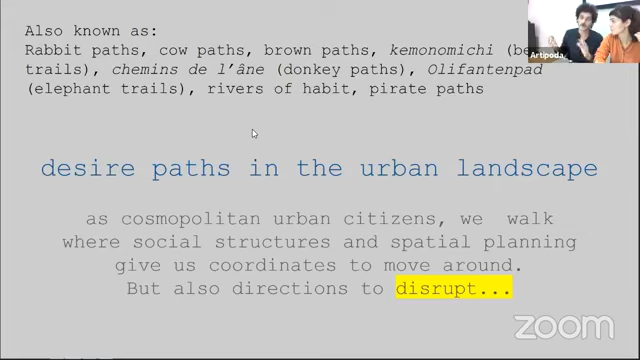 Also known as:
Rabbit paths, cow paths, brown paths, kemonomichi (be
trails), chemins de l'âne (donkey paths), Olifantenpad
(elephant trails), rivers of habit, pirate paths
Artipoda
desire paths in the urban landscape
as cosmopolitan urban citizens, we walk
where social structures and spatial planning
give us coordinates to move around.
But also directions to disrupt...
zoom